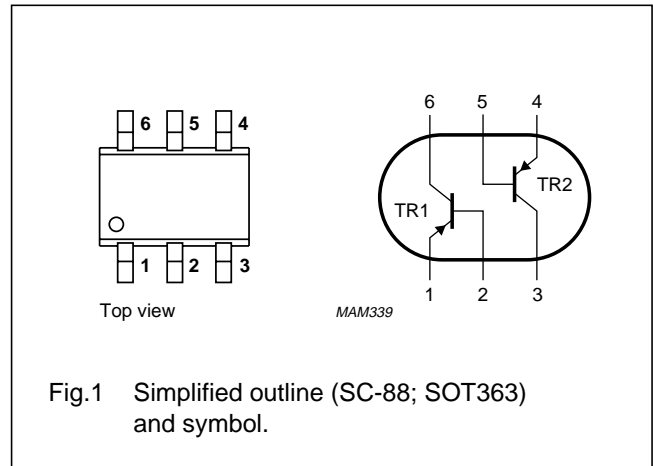 6 5 4
6 5 4
TR1
TR2
1 2 3
1 2 3
Top view
MAM339
Fig.1 Simplified outline (SC-88; SOT363)
and symbol.